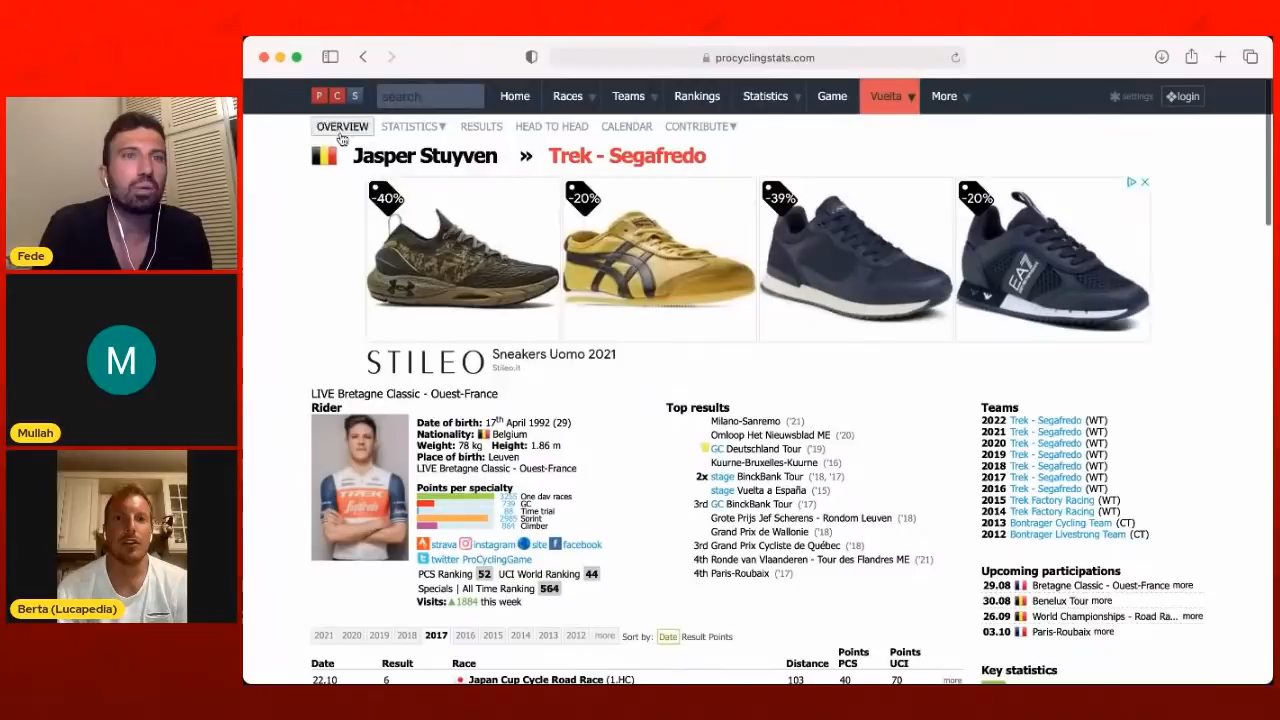 procyclingstats.com
P C S search Home Races Teams Rankings Statistics Game Vuelta More settings login
OVERVIEW STATISTICS RESULTS HEAD TO HEAD CALENDAR CONTRIBUTE
Jasper Stuyven » Trek - Segafredo
-40% -20% -39% -20%
EA7
STILEO Sneakers Uomo 2021
Stileo.it
LIVE Bretagne Classic - Ouest-France
Rider
Date of birth: 17th April 1992 (29)
Nationality: Belgium
Weight: 78 kg Height: 1.86 m
Place of birth: Leuven
LIVE Bretagne Classic - Ouest-France
Points per specialty
3255 One day races
739 GC
88 Time trial
2985 Sprint
864 Climber
strava instagram site facebook
twitter ProCyclingGame
PCS Ranking 52 UCI World Ranking 44
Specials | All Time Ranking 564
Visits: 1884 this week
Top results
Milano-Sanremo ('21)
Omloop Het Nieuwsblad ME ('20)
GC Deutschland Tour ('19)
Kuurne-Bruxelles-Kuurne ('16)
2x stage BinckBank Tour ('18, '17)
stage Vuelta a España ('15)
3rd GC BinckBank Tour ('17)
Grote Prijs Jef Scherens - Rondom Leuven ('18)
Grand Prix de Wallonie ('18)
3rd Grand Prix Cycliste de Québec ('18)
4th Ronde van Vlaanderen - Tour des Flandres ME ('21)
4th Paris-Roubaix ('17)
Teams
2022 Trek - Segafredo (WT)
2021 Trek - Segafredo (WT)
2020 Trek - Segafredo (WT)
2019 Trek - Segafredo (WT)
2018 Trek - Segafredo (WT)
2017 Trek - Segafredo (WT)
2016 Trek - Segafredo (WT)
2015 Trek Factory Racing (WT)
2014 Trek Factory Racing (WT)
2013 Bontrager Cycling Team (CT)
2012 Bontrager Livestrong Team (CT)
Upcoming participations
29.08 Bretagne Classic - Ouest-France more
30.08 Benelux Tour more
26.09 World Championships - Road Ra... more
03.10 Paris-Roubaix more
Key statistics
2021 2020 2019 2018 2017 2016 2015 2014 2013 2012 more Sort by: Date Result Points
Date Result Race Distance Points PCS Points UCI
22.10 6 Japan Cup Cycle Road Race (1.HC) 103 40 70 more
TREK
Segafredo
Fede
M
Mullah
Berta (Lucapedia)